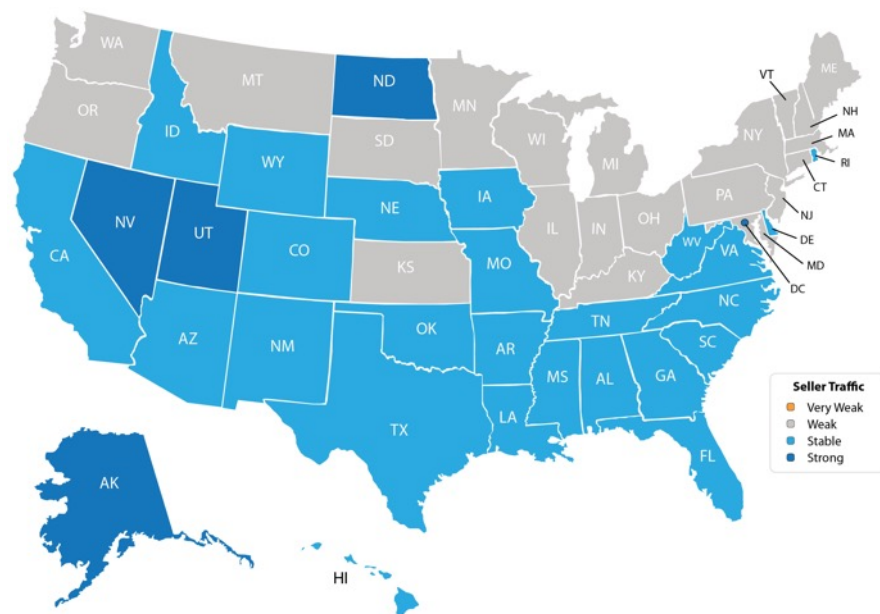 WA
MT
ND
MN
VT
ME
OR
ID
SD
WI
MI
NY
NH
MA
RI
CT
WY
IA
NE
PA
NJ
NV
UT
CO
IL
IN
OH
DE
CA
KS
MO
KY
WV
VA
MD
DC
AZ
NM
OK
AR
TN
NC
SC
TX
LA
MS
AL
GA
FL
AK
HI
Seller Traffic
Very Weak
Weak
Stable
Strong